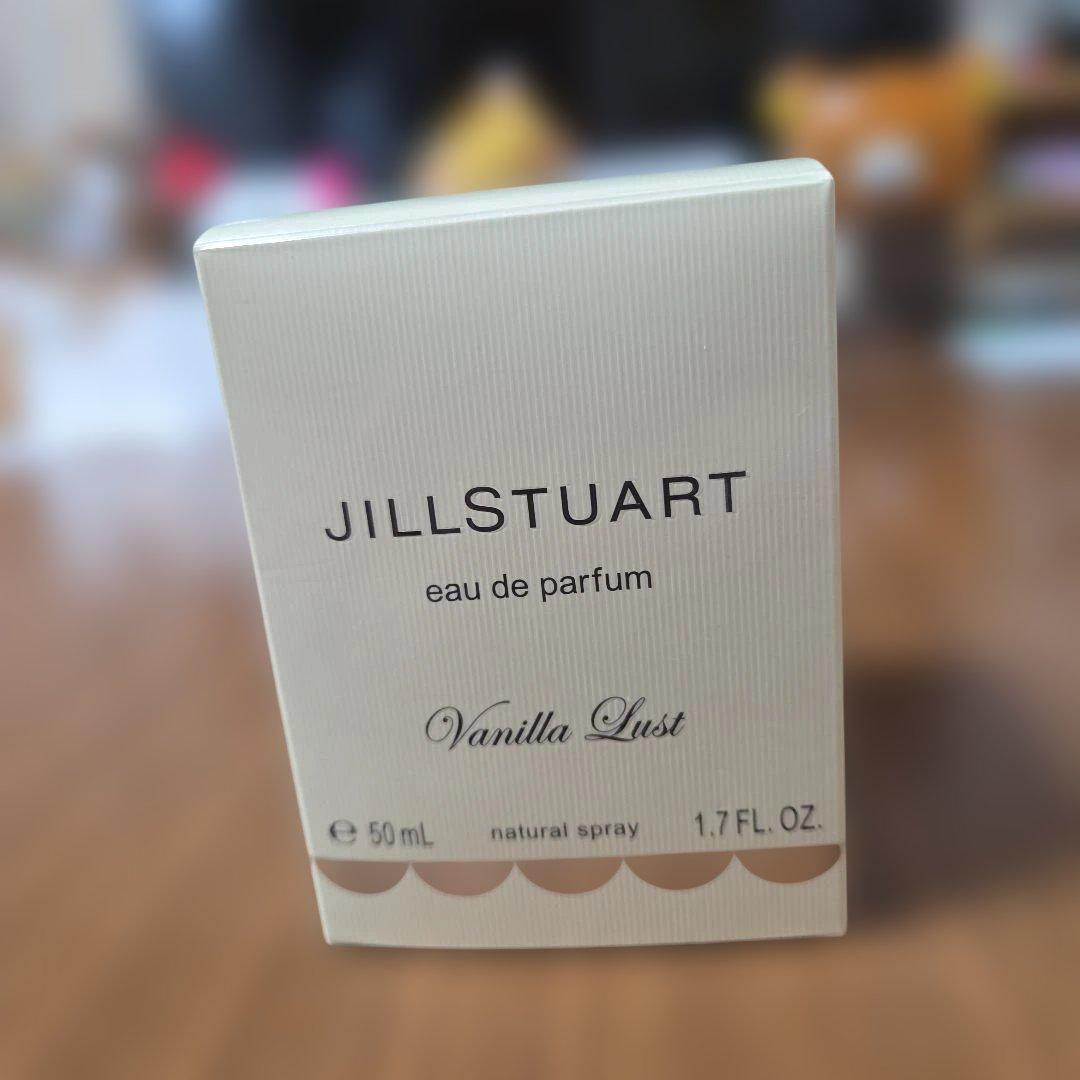 JILLSTUART
eau de parfum
Vanilla Lust
℮ 50 mL natural spray 1.7 FL. OZ.